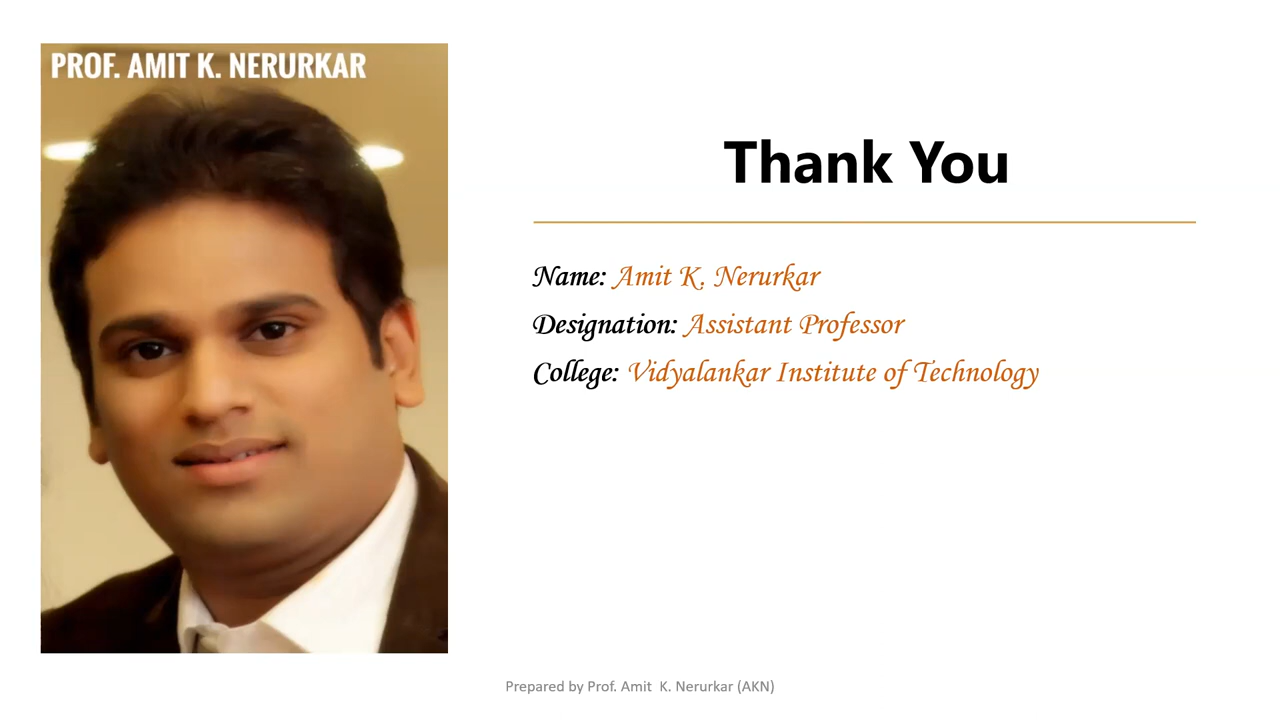 PROF. AMIT K. NERURKAR
Thank You
Name: Amit K. Nerurkar
Designation: Assistant Professor
College: Vidyalankar Institute of Technology
Prepared by Prof. Amit K. Nerurkar (AKN)